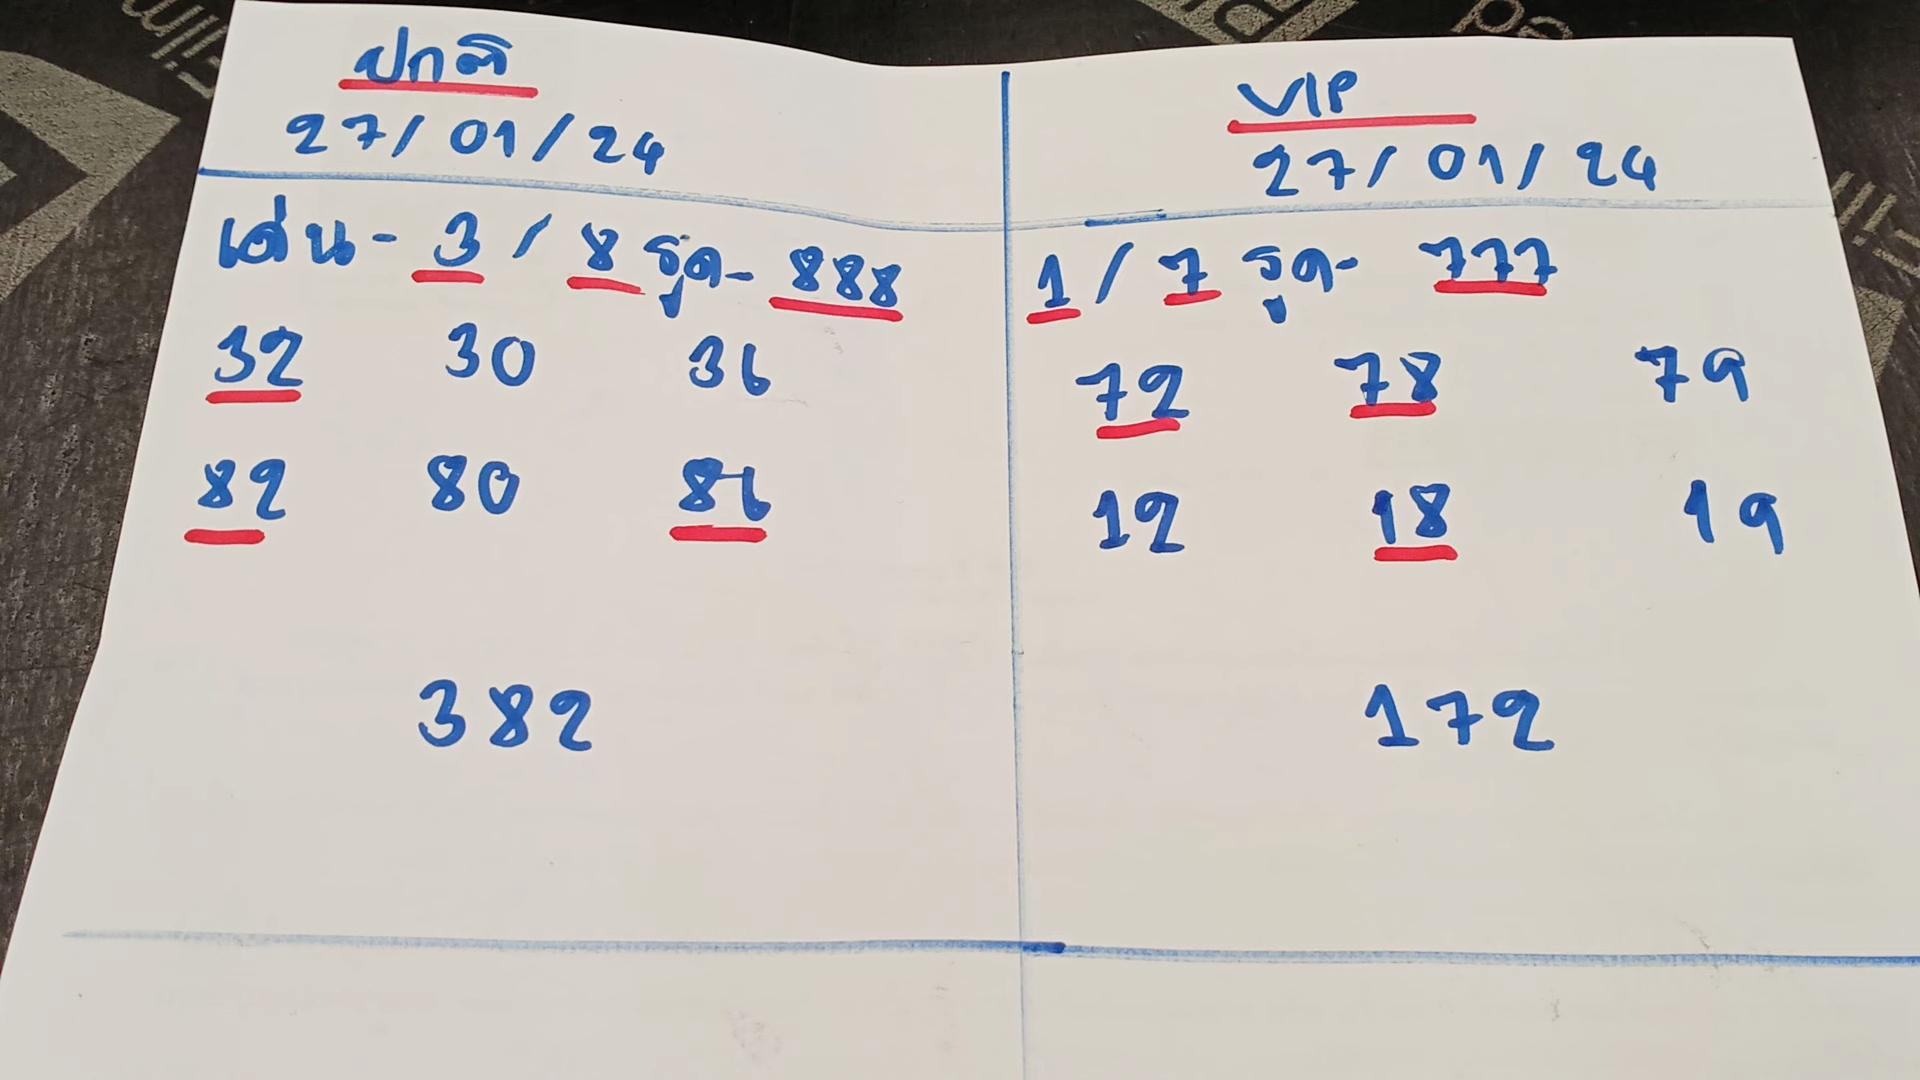 ปกติ
27/01/24
เด่น - 3 / 8 รูด - 888
32 30 36
82 80 86
382
VIP
27/01/24
1 / 7 รูด - 777
72 78 79
12 18 19
172